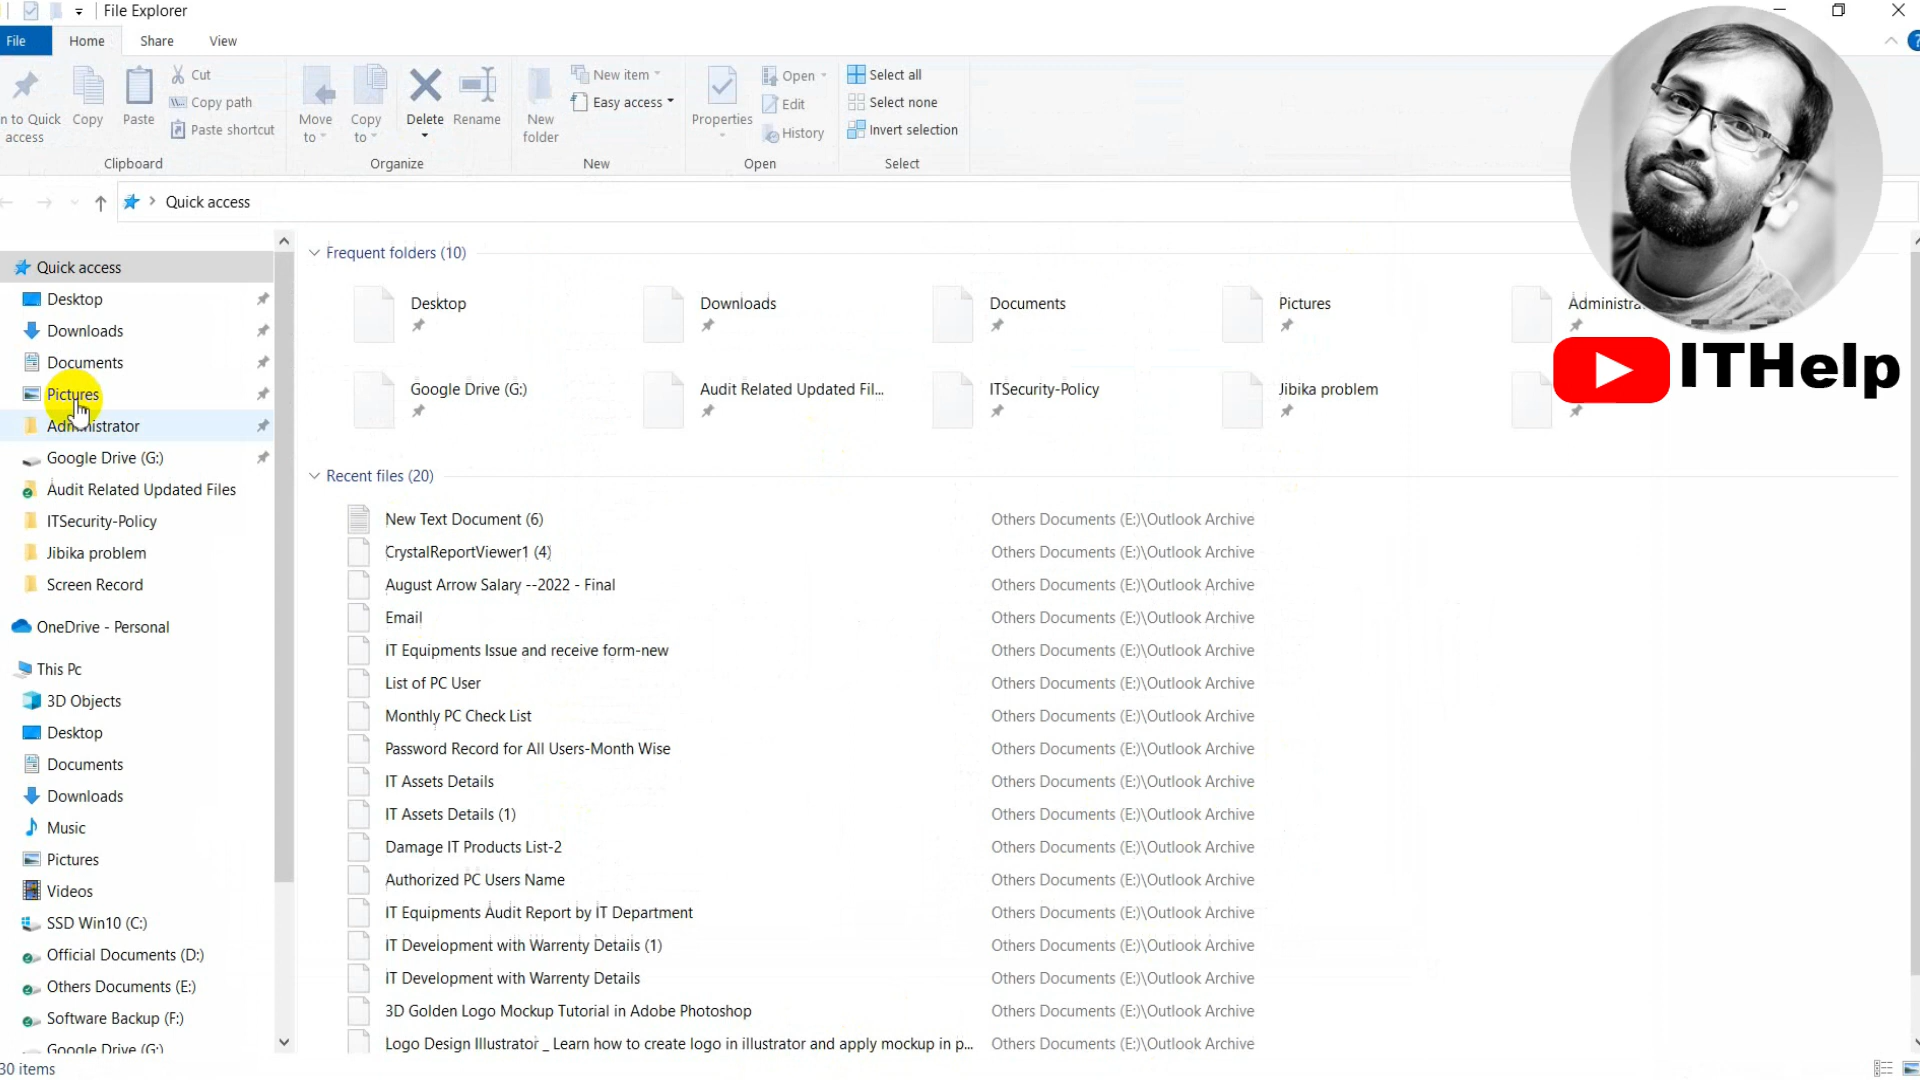 File Explorer
File Home Share View
n to Quick access
Copy
Paste
Cut
Copy path
Paste shortcut
Clipboard
Move to
Copy to
Delete
Rename
Organize
New folder
New item
Easy access
New
Properties
Open
Edit
History
Open
Select all
Select none
Invert selection
Select
Quick access
Quick access
Desktop
Downloads
Documents
Pictures
Administrator
Google Drive (G:)
Audit Related Updated Files
ITSecurity-Policy
Jibika problem
Screen Record
OneDrive - Personal
This Pc
3D Objects
Desktop
Documents
Downloads
Music
Pictures
Videos
SSD Win10 (C:)
Official Documents (D:)
Others Documents (E:)
Software Backup (F:)
Google Drive (G:)
Frequent folders (10)
Desktop
Downloads
Documents
Pictures
Administra
Google Drive (G:)
Audit Related Updated Fil...
ITSecurity-Policy
Jibika problem
ITHelp
Recent files (20)
New Text Document (6) Others Documents (E:)\Outlook Archive
CrystalReportViewer1 (4) Others Documents (E:)\Outlook Archive
August Arrow Salary --2022 - Final Others Documents (E:)\Outlook Archive
Email Others Documents (E:)\Outlook Archive
IT Equipments Issue and receive form-new Others Documents (E:)\Outlook Archive
List of PC User Others Documents (E:)\Outlook Archive
Monthly PC Check List Others Documents (E:)\Outlook Archive
Password Record for All Users-Month Wise Others Documents (E:)\Outlook Archive
IT Assets Details Others Documents (E:)\Outlook Archive
IT Assets Details (1) Others Documents (E:)\Outlook Archive
Damage IT Products List-2 Others Documents (E:)\Outlook Archive
Authorized PC Users Name Others Documents (E:)\Outlook Archive
IT Equipments Audit Report by IT Department Others Documents (E:)\Outlook Archive
IT Development with Warrenty Details (1) Others Documents (E:)\Outlook Archive
IT Development with Warrenty Details Others Documents (E:)\Outlook Archive
3D Golden Logo Mockup Tutorial in Adobe Photoshop Others Documents (E:)\Outlook Archive
Logo Design Illustrator _ Learn how to create logo in illustrator and apply mockup in p... Others Documents (E:)\Outlook Archive
30 items